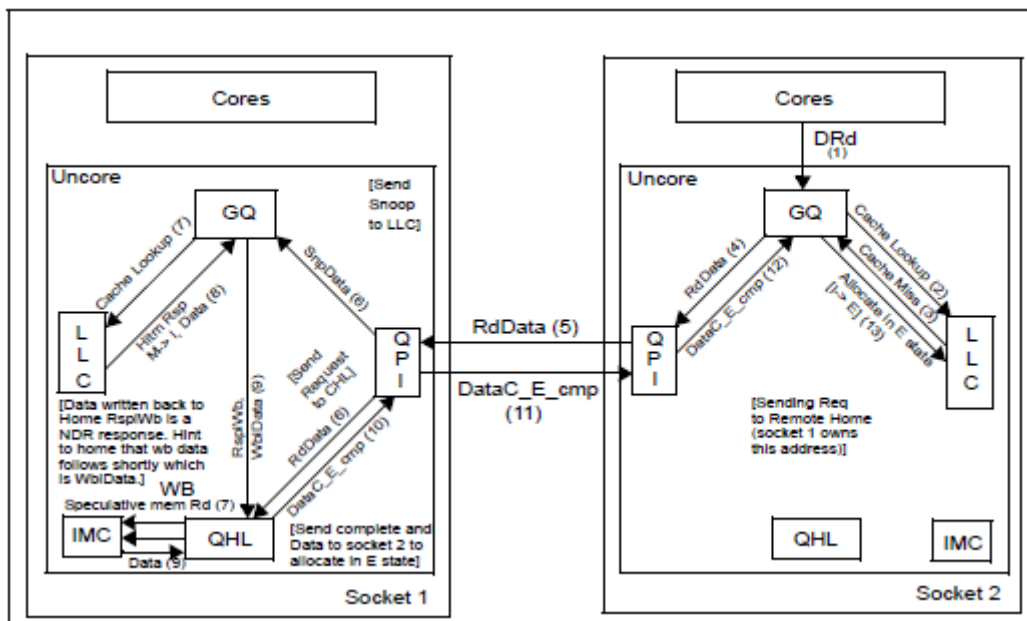 Cores
Uncore
GQ
[Send
Snoop
to LLC]
Cache Lookup (7)
Hitm Rsp
M-> I, Data (8)
SnpData (6)
L
L
C
Q
P
I
[Send
Request
to CHL]
RspIWb,
WbIData (9)
RdData (6)
DataC_E_cmp (10)
[Data written back to
Home RspIWb is a
NDR response. Hint
to home that wb data
follows shortly which
is WbIData.]
WB
Speculative mem Rd (7)
IMC
QHL
Data (9)
[Send complete and
Data to socket 2 to
allocate in E state]
Socket 1
RdData (5)
DataC_E_cmp
(11)
Cores
DRd
(1)
Uncore
GQ
RdData (4)
DataC_E_cmp (12)
Cache Lookup (2)
Cache Miss (3)
Allocate in E state
[I-> E] (13)
Q
P
I
L
L
C
[Sending Req
to Remote Home
(socket 1 owns
this address)]
QHL
IMC
Socket 2